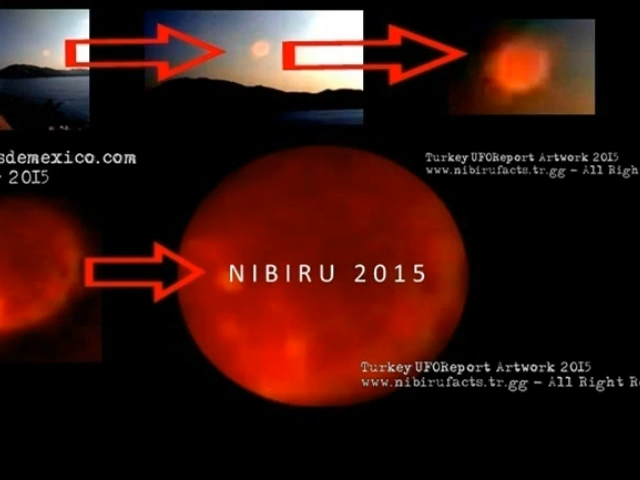 sdemexico.com
2015
Turkey UFOReport Artwork 2015
www.nibirufacts.tr.gg - All Righ
NIBIRU 2015
Turkey UFOReport Artwork 2015
www.nibirufacts.tr.gg - All Right R